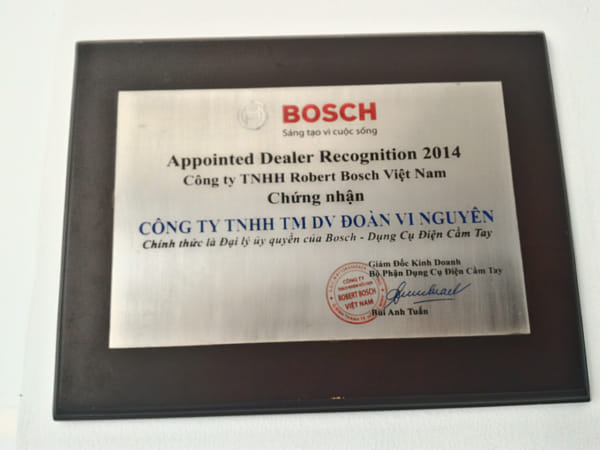 BOSCH
Sáng tạo vì cuộc sống
Appointed Dealer Recognition 2014
Công ty TNHH Robert Bosch Việt Nam
Chứng nhận
CÔNG TY TNHH TM DV ĐOÀN VI NGUYÊN
Chính thức là Đại lý ủy quyền của Bosch - Dụng Cụ Điện Cầm Tay
Giám Đốc Kinh Doanh
Bộ Phận Dụng Cụ Điện Cầm Tay
CÔNG TY
ROBERT BOSCH
VIỆT NAM
Bùi Anh Tuấn